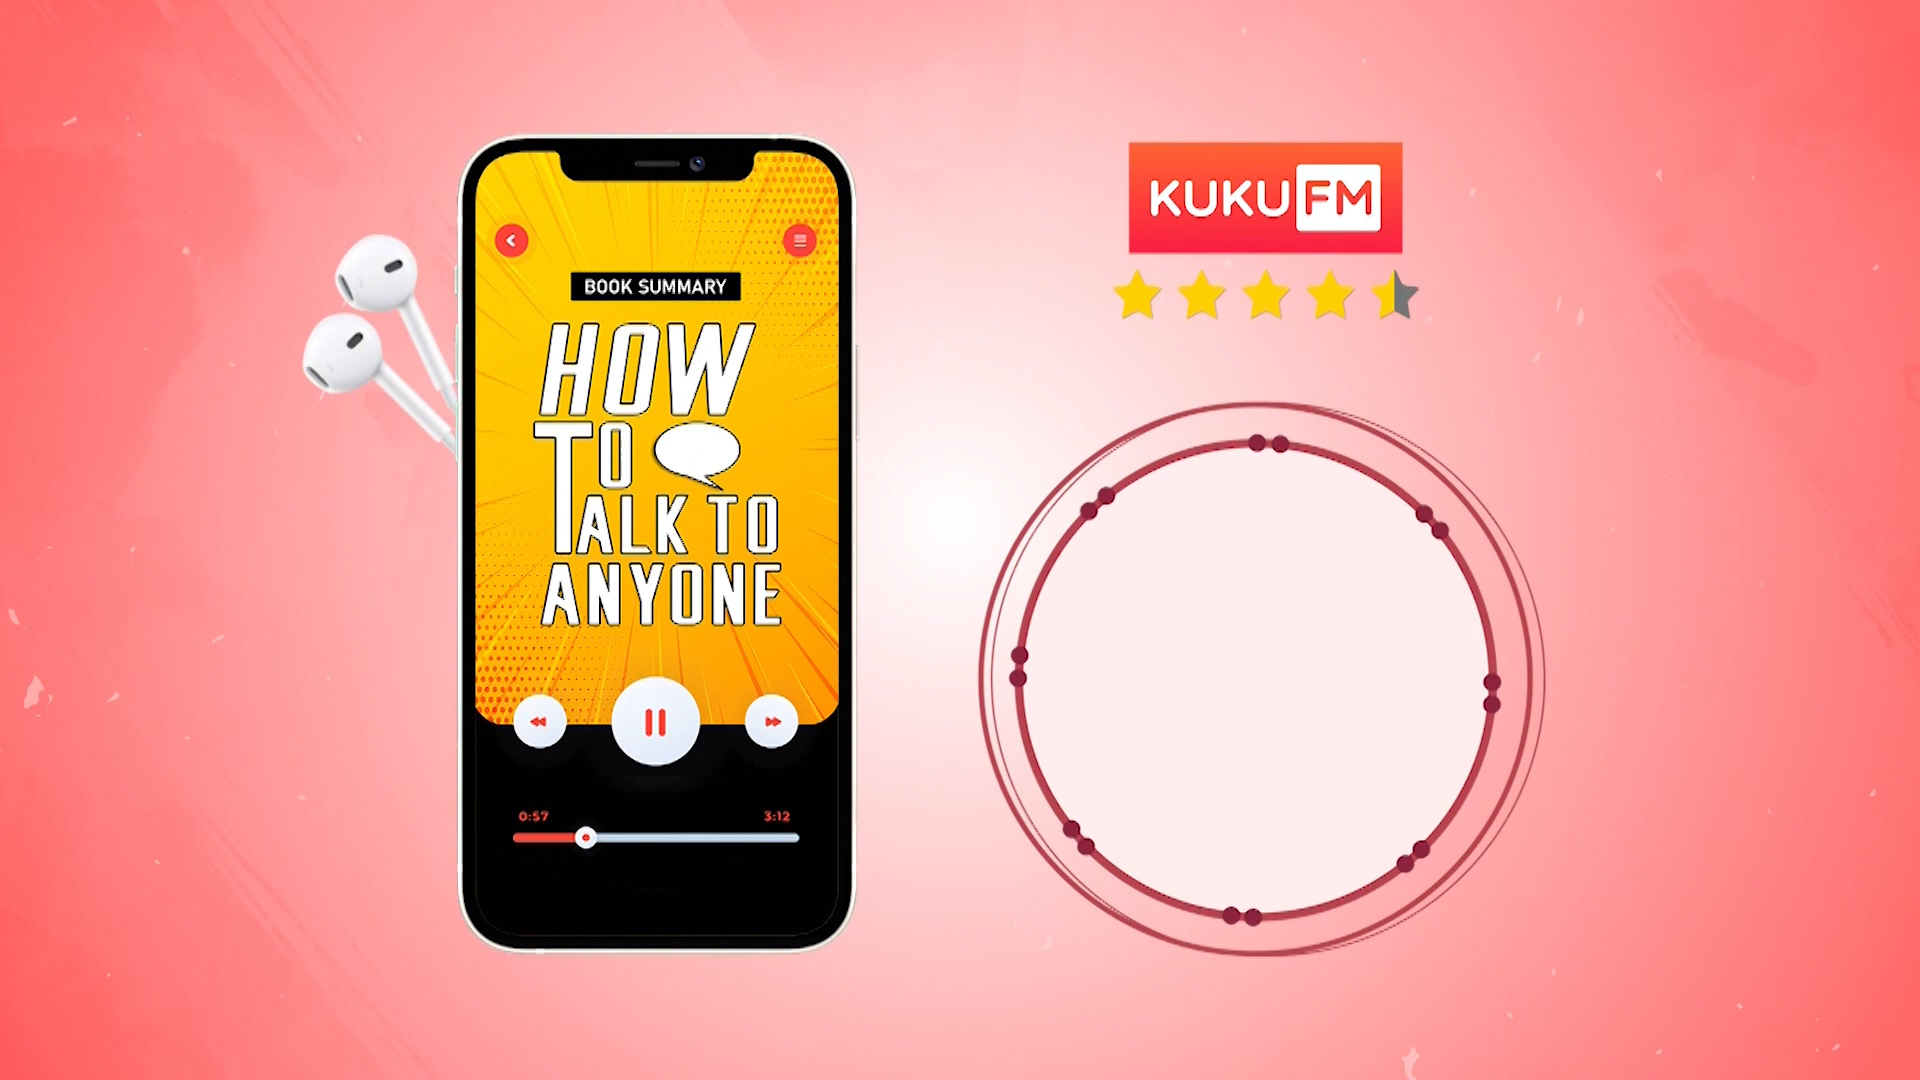 BOOK SUMMARY
HOW
TO
TALK TO
ANYONE
0:57
3:12
KUKU FM